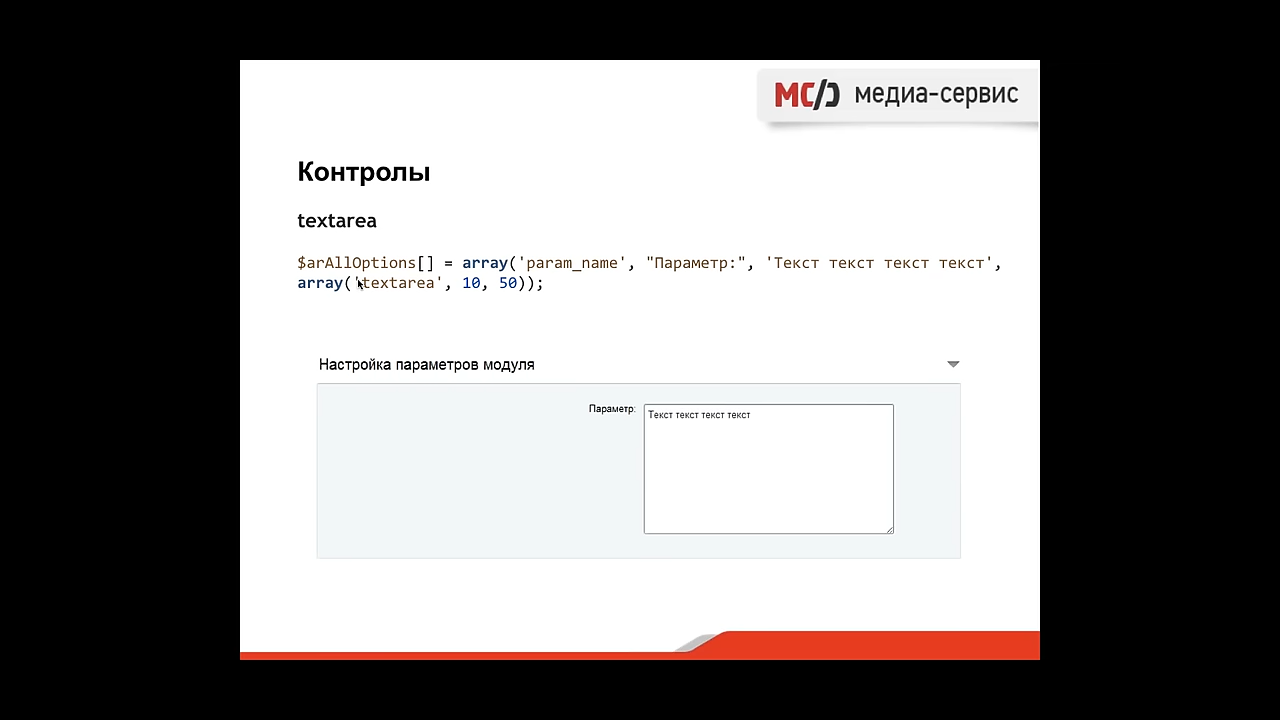 МС/Э медиа-сервис
Контролы
textarea
$arAllOptions[] = array('param_name', "Параметр:", 'Текст текст текст текст',
array('textarea', 10, 50));
Настройка параметров модуля
Параметр:
Текст текст текст текст